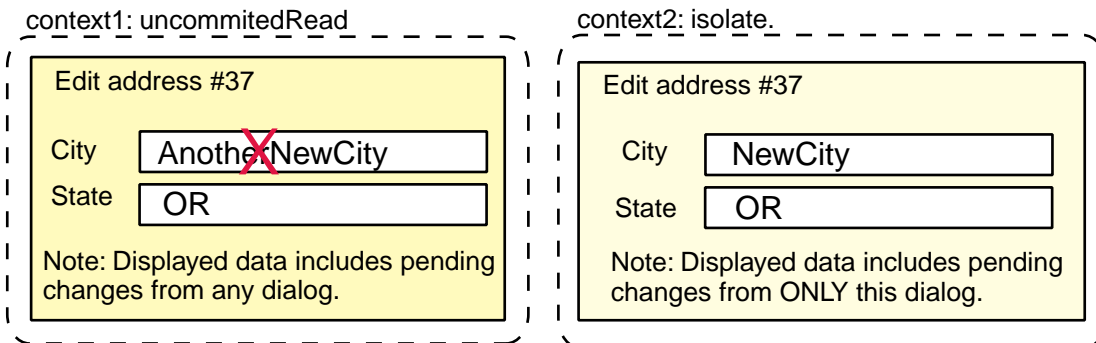 context1: uncommitedRead
Edit address #37
City AnotherNewCity
State OR
Note: Displayed data includes pending
changes from any dialog.
context2: isolate.
Edit address #37
City NewCity
State OR
Note: Displayed data includes pending
changes from ONLY this dialog.